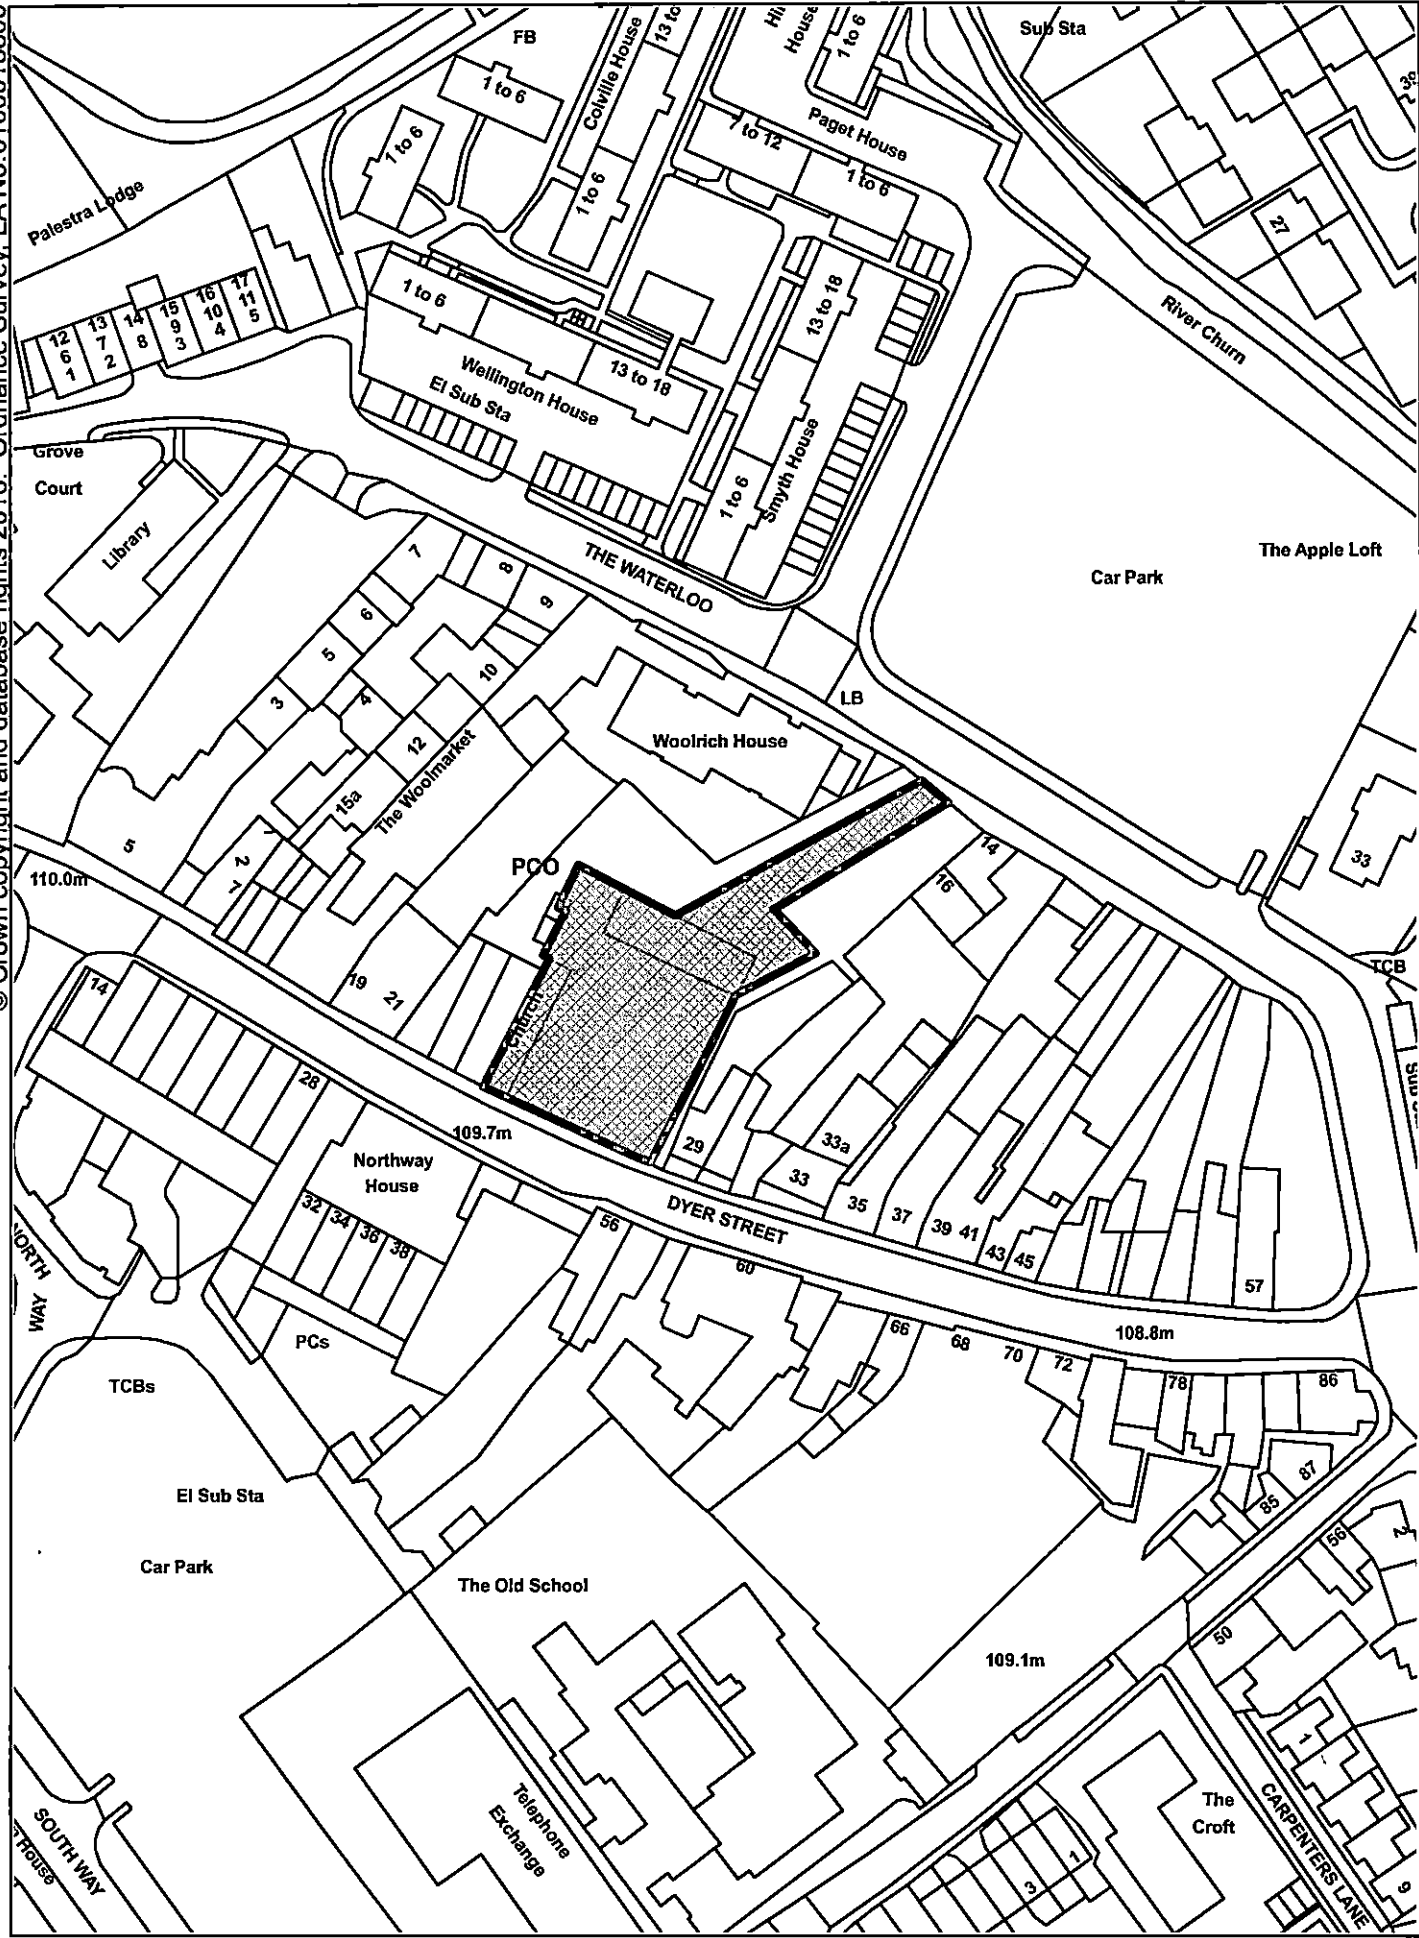 FB
Colville House
13 to
House
1 to 6
Sub Sta
1 to 6
1 to 6
1 to 6
7 to 12
Paget House
1 to 6
27
Palestra Lodge
River Churn
12
6
1
13
7
2
14
8
15
9
3
16
10
4
17
11
5
1 to 6
Wellington House
13 to 18
El Sub Sta
13 to 18
1 to 6
Smyth House
Grove
Court
Library
THE WATERLOO
Car Park
The Apple Loft
7
8
9
6
5
10
3
4
12
The Woolmarket
15a
LB
Woolrich House
5
1
2
7
110.0m
PCO
14
16
33
TCB
19
21
Church
14
28
109.7m
29
33
33a
35
37
39
41
43
45
57
Northway
House
32
34
36
38
56
DYER STREET
60
66
68
70
72
108.8m
78
86
87
85
NORTH
WAY
PCs
TCBs
El Sub Sta
Car Park
The Old School
56
2
50
109.1m
Telephone
Exchange
SOUTH WAY
House
The
Croft
CARPENTERS LANE
1
9
1
3